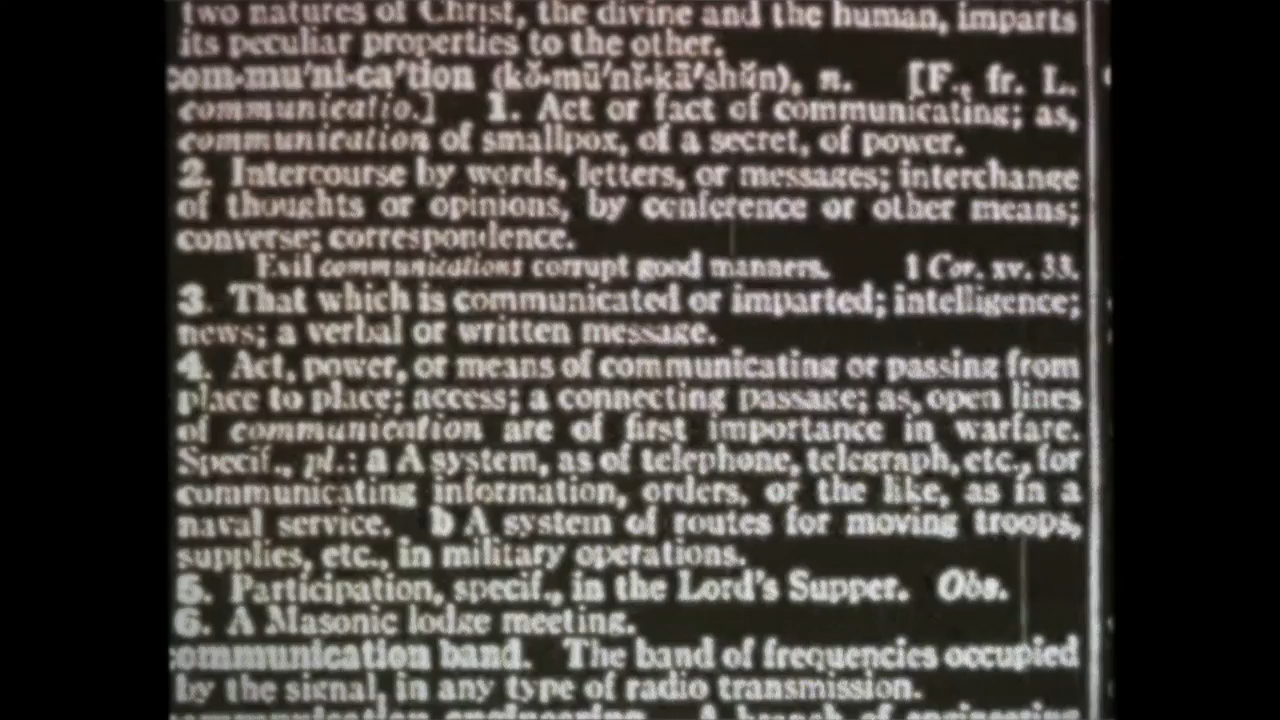 two natures of Christ, the divine and the human, imparts
its peculiar properties to the other.
com·mu′ni·ca′tion (kŏ·mū′nĭ·kā′shŭn), n. [F., fr. L.
communicatio.] 1. Act or fact of communicating; as,
communication of smallpox, of a secret, of power.
2. Intercourse by words, letters, or messages; interchange
of thoughts or opinions, by conference or other means;
converse; correspondence.
Evil communications corrupt good manners. 1 Cor. xv. 33.
3. That which is communicated or imparted; intelligence;
news; a verbal or written message.
4. Act, power, or means of communicating or passing from
place to place; access; a connecting passage; as, open lines
of communication are of first importance in warfare.
Specif., pl.: a A system, as of telephone, telegraph, etc., for
communicating information, orders, or the like, as in a
naval service. b A system of routes for moving troops,
supplies, etc., in military operations.
5. Participation, specif., in the Lord's Supper. Obs.
6. A Masonic lodge meeting.
communication band. The band of frequencies occupied
by the signal, in any type of radio transmission.